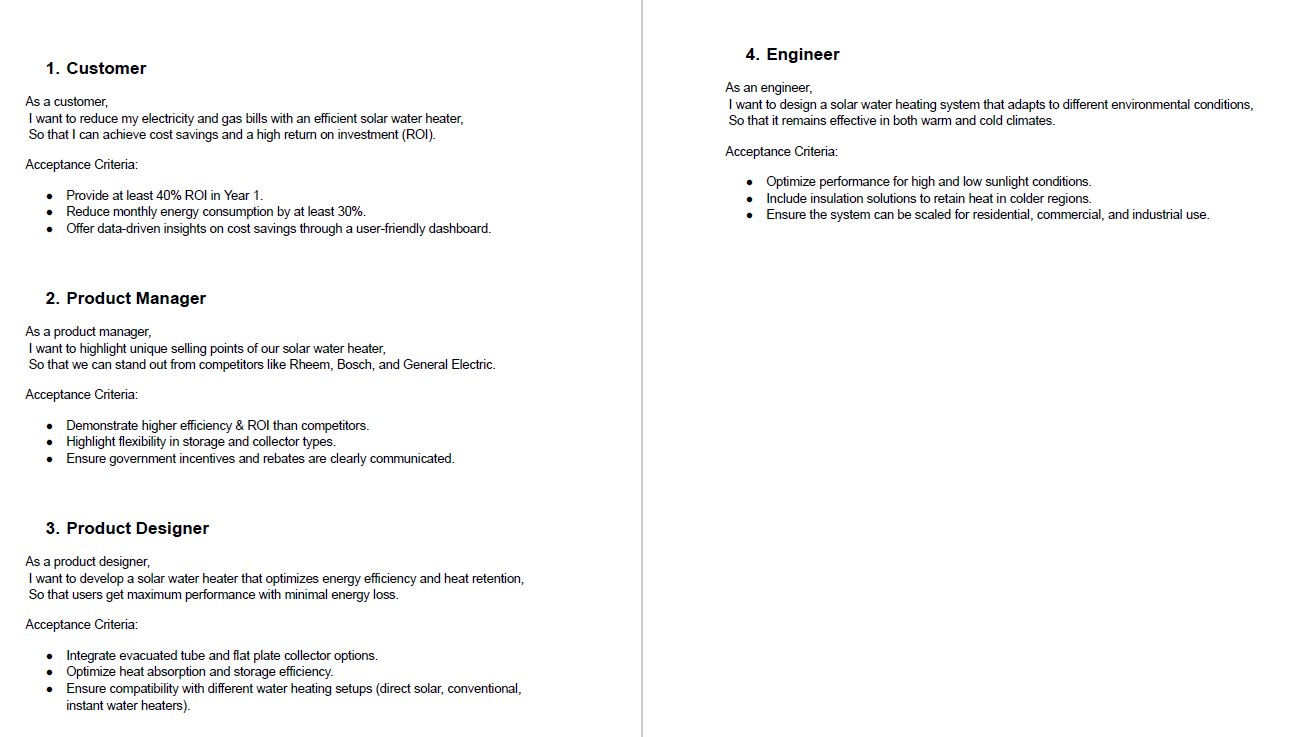 1. Customer
As a customer,
I want to reduce my electricity and gas bills with an efficient solar water heater,
So that I can achieve cost savings and a high return on investment (ROI).
Acceptance Criteria:
● Provide at least 40% ROI in Year 1.
● Reduce monthly energy consumption by at least 30%.
● Offer data-driven insights on cost savings through a user-friendly dashboard.
2. Product Manager
As a product manager,
I want to highlight unique selling points of our solar water heater,
So that we can stand out from competitors like Rheem, Bosch, and General Electric.
Acceptance Criteria:
● Demonstrate higher efficiency & ROI than competitors.
● Highlight flexibility in storage and collector types.
● Ensure government incentives and rebates are clearly communicated.
3. Product Designer
As a product designer,
I want to develop a solar water heater that optimizes energy efficiency and heat retention,
So that users get maximum performance with minimal energy loss.
Acceptance Criteria:
● Integrate evacuated tube and flat plate collector options.
● Optimize heat absorption and storage efficiency.
● Ensure compatibility with different water heating setups (direct solar, conventional,
instant water heaters).
4. Engineer
As an engineer,
I want to design a solar water heating system that adapts to different environmental conditions,
So that it remains effective in both warm and cold climates.
Acceptance Criteria:
● Optimize performance for high and low sunlight conditions.
● Include insulation solutions to retain heat in colder regions.
● Ensure the system can be scaled for residential, commercial, and industrial use.